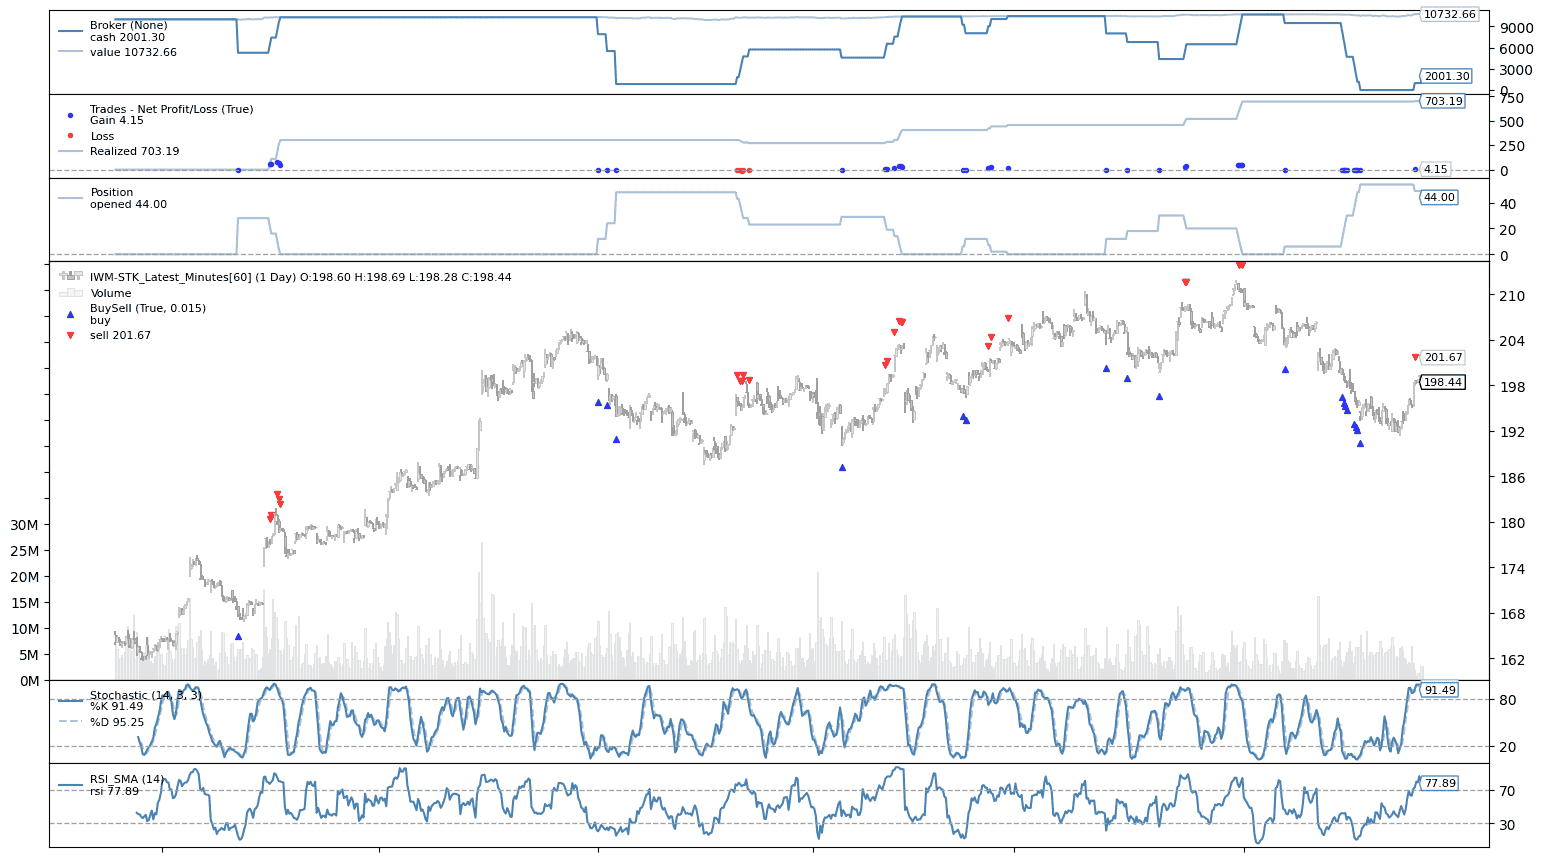 Broker (None)
cash 2001.30
value 10732.66
10732.66
9000
6000
3000
2001.30
0
Trades - Net Profit/Loss (True)
Gain 4.15
Loss
Realized 703.19
750
703.19
500
250
4.15
0
Position
opened 44.00
44.00
40
20
0
IWM-STK_Latest_Minutes[60] (1 Day) O:198.60 H:198.69 L:198.28 C:198.44
Volume
BuySell (True, 0.015)
buy
sell 201.67
210
204
201.67
198.44
198
192
186
180
174
168
162
30M
25M
20M
15M
10M
5M
0M
Stochastic (14, 3, 3)
%K 91.49
%D 95.25
91.49
80
20
RSI_SMA (14)
rsi 77.89
77.89
70
30